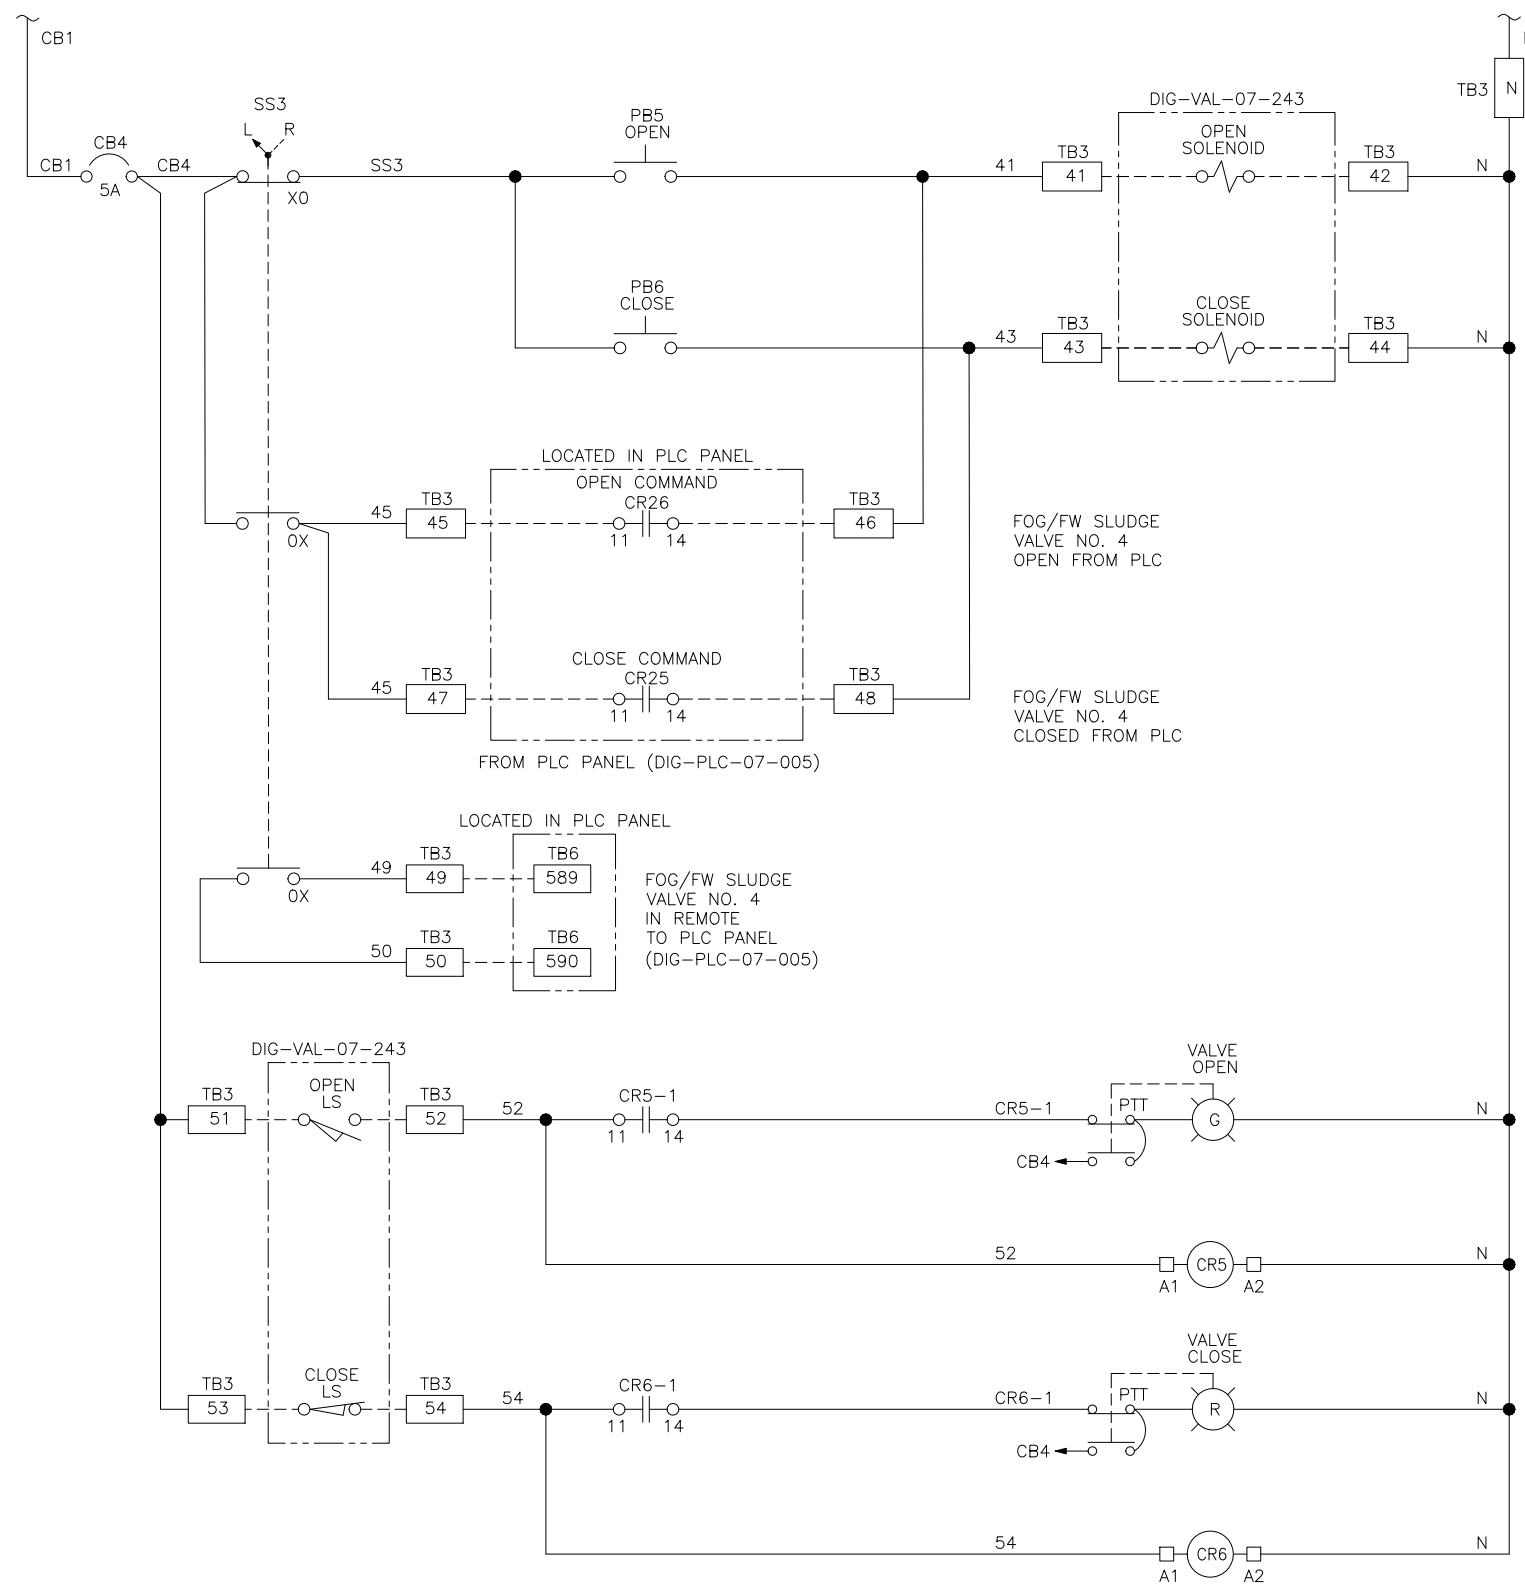 CB1
TB3 N
SS3
L R
DIG-VAL-07-243
CB4
PB5
OPEN
OPEN
SOLENOID
CB1
CB4
SS3
41
TB3
41
TB3
42
N
5A
XO
PB6
CLOSE
CLOSE
SOLENOID
43
TB3
43
TB3
44
N
LOCATED IN PLC PANEL
OPEN COMMAND
CR26
45
TB3
45
11
14
TB3
46
OX
FOG/FW SLUDGE
VALVE NO. 4
OPEN FROM PLC
CLOSE COMMAND
CR25
45
TB3
47
11
14
TB3
48
FOG/FW SLUDGE
VALVE NO. 4
CLOSED FROM PLC
FROM PLC PANEL (DIG-PLC-07-005)
LOCATED IN PLC PANEL
49
TB3
49
TB6
589
OX
50
TB3
50
TB6
590
FOG/FW SLUDGE
VALVE NO. 4
IN REMOTE
TO PLC PANEL
(DIG-PLC-07-005)
DIG-VAL-07-243
VALVE
OPEN
TB3
51
OPEN
LS
TB3
52
52
CR5-1
11
14
CR5-1
PTT
G
N
CB4
52
A1
CR5
A2
N
VALVE
CLOSE
TB3
53
CLOSE
LS
TB3
54
54
CR6-1
11
14
CR6-1
PTT
R
N
CB4
54
A1
CR6
A2
N